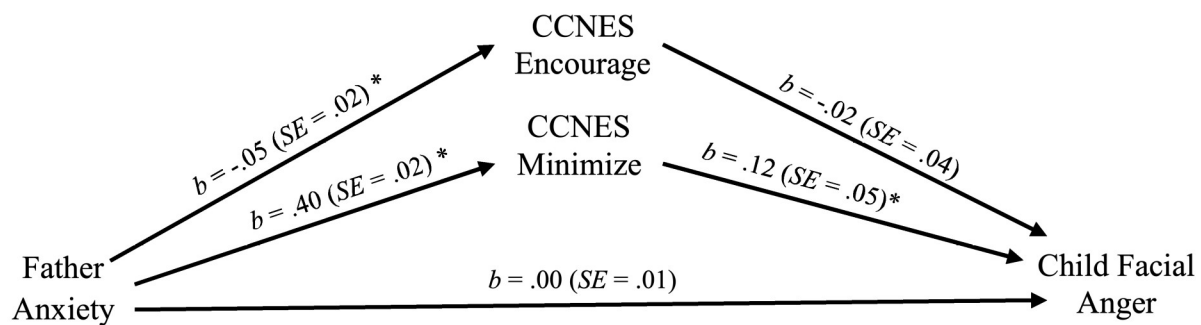 CCNES
Encourage
b = -.05 (SE = .02) *
b = -.02 (SE = .04)
CCNES
Minimize
b = .40 (SE = .02) *
b = .12 (SE = .05)*
Father
Anxiety
b = .00 (SE = .01)
Child Facial
Anger